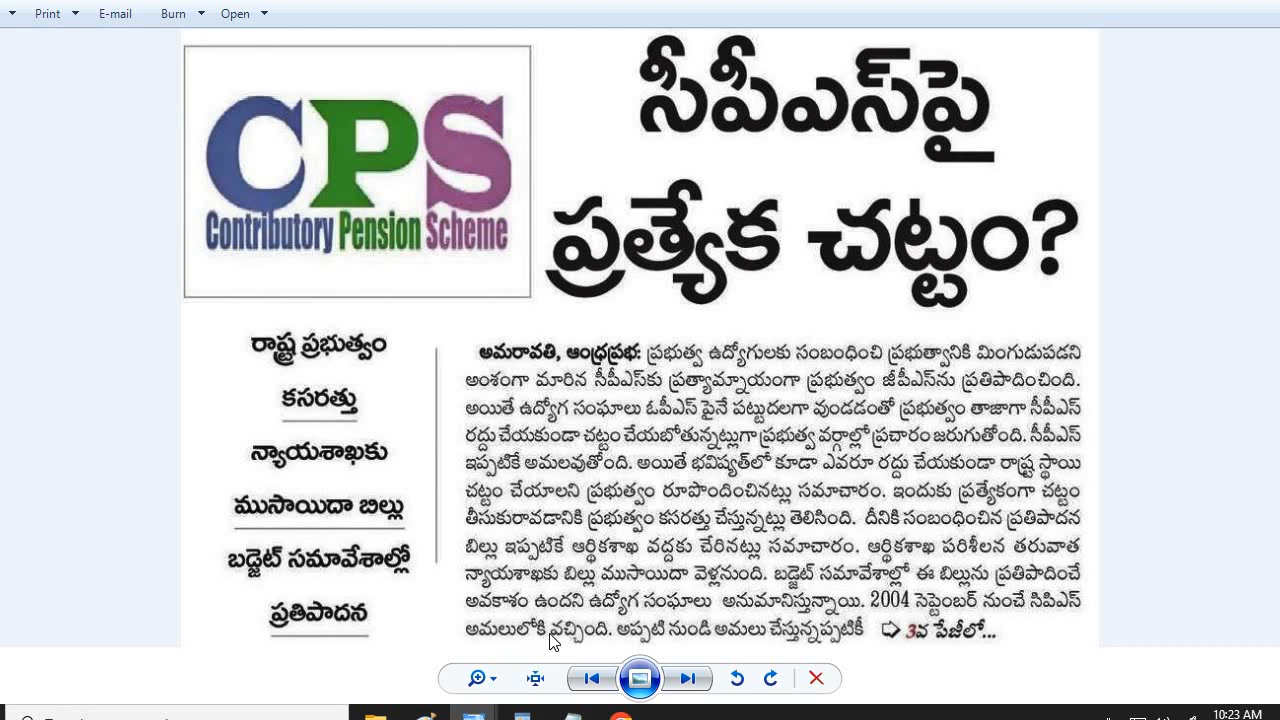 Print E-mail Burn Open
CPS
Contributory Pension Scheme
సీపీఎస్‌పై
ప్రత్యేక చట్టం?
రాష్ట్ర ప్రభుత్వం
కసరత్తు
న్యాయశాఖకు
ముసాయిదా బిల్లు
బడ్జెట్ సమావేశాల్లో
ప్రతిపాదన
అమరావతి, ఆంధ్రప్రభ: ప్రభుత్వ ఉద్యోగులకు సంబంధించి ప్రభుత్వానికి మింగుడుపడని
అంశంగా మారిన సీపీఎస్‌కు ప్రత్యామ్నాయంగా ప్రభుత్వం జీపీఎస్‌ను ప్రతిపాదించింది.
అయితే ఉద్యోగ సంఘాలు ఓపీఎస్ పైనే పట్టుదలగా వుండడంతో ప్రభుత్వం తాజాగా సీపీఎస్
రద్దు చేయకుండా చట్టం చేయబోతున్నట్లుగా ప్రభుత్వ వర్గాల్లో ప్రచారం జరుగుతోంది. సీపీఎస్
ఇప్పటికే అమలవుతోంది. అయితే భవిష్యత్‌లో కూడా ఎవరూ రద్దు చేయకుండా రాష్ట్ర స్థాయి
చట్టం చేయాలని ప్రభుత్వం రూపొందించినట్లు సమాచారం. ఇందుకు ప్రత్యేకంగా చట్టం
తీసుకురావడానికి ప్రభుత్వం కసరత్తు చేస్తున్నట్లు తెలిసింది. దీనికి సంబంధించిన ప్రతిపాదన
బిల్లు ఇప్పటికే ఆర్థికశాఖ వద్దకు చేరినట్లు సమాచారం. ఆర్థికశాఖ పరిశీలన తరువాత
న్యాయశాఖకు బిల్లు ముసాయిదా వెళ్లనుంది. బడ్జెట్ సమావేశాల్లో ఈ బిల్లును ప్రతిపాదించే
అవకాశం ఉందని ఉద్యోగ సంఘాలు అనుమానిస్తున్నాయి. 2004 సెప్టెంబర్ నుంచే సిపిఎస్
అమలులోకి వచ్చింది. అప్పటి నుండి అమలు చేస్తున్నప్పటికీ ➩ 3వ పేజీలో...
10:23 AM